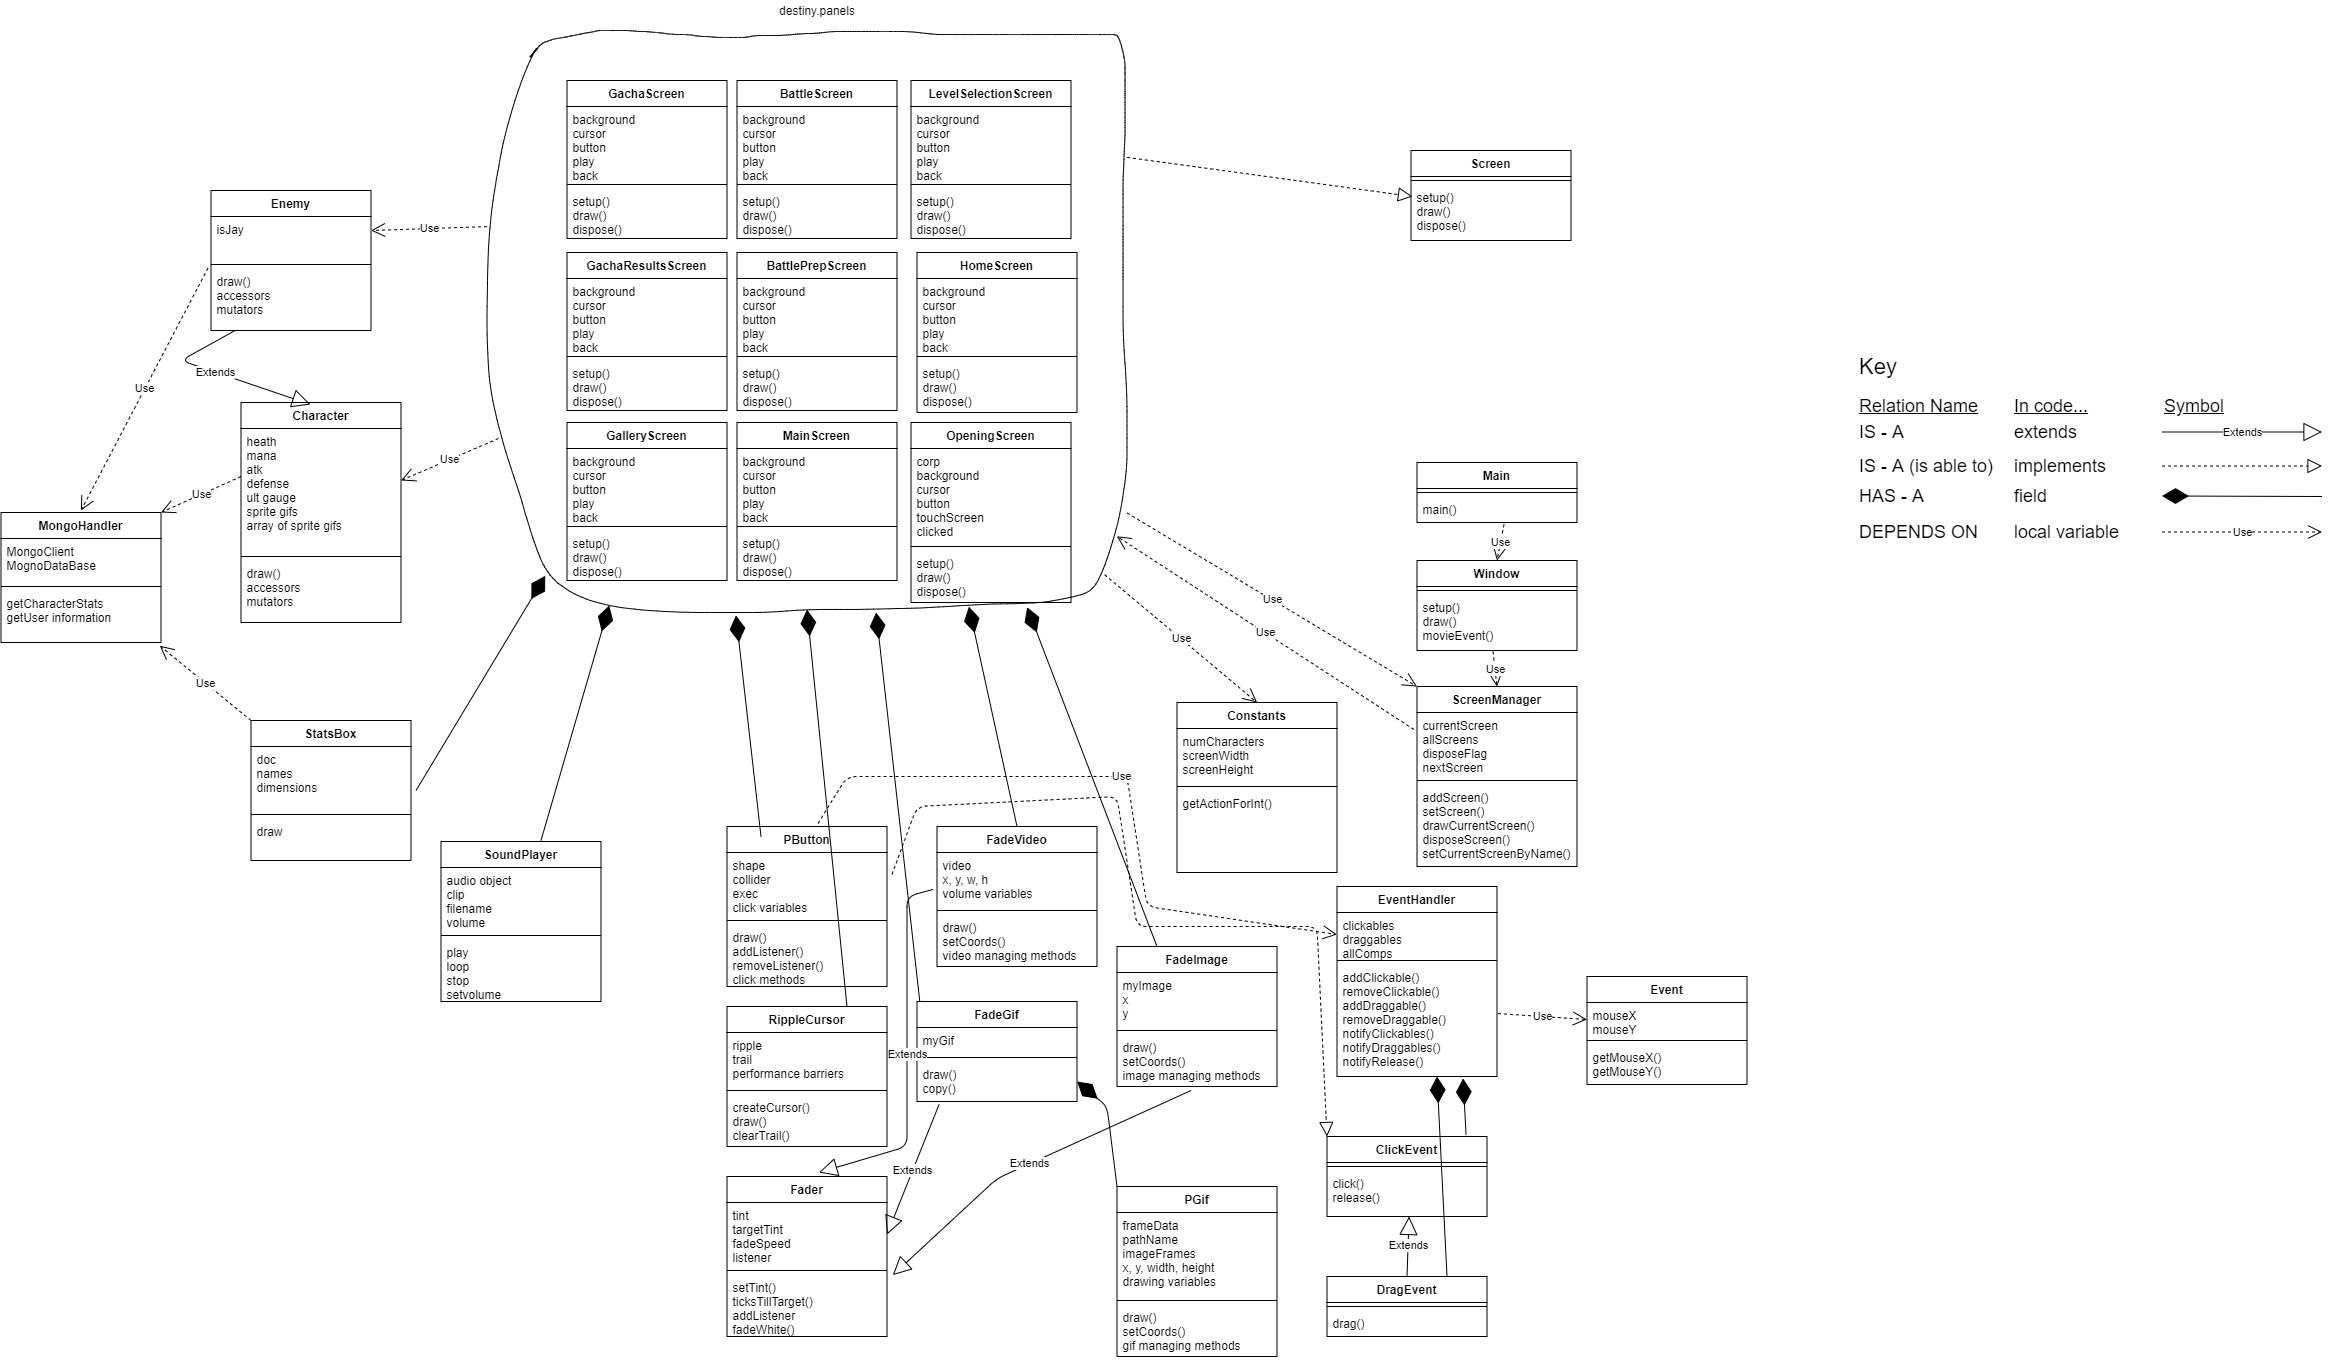 destiny.panels
GachaScreen
background
cursor
button
play
back
setup()
draw()
dispose()
BattleScreen
background
cursor
button
play
back
setup()
draw()
dispose()
LevelSelectionScreen
background
cursor
button
play
back
setup()
draw()
dispose()
GachaResultsScreen
background
cursor
button
play
back
setup()
draw()
dispose()
BattlePrepScreen
background
cursor
button
play
back
setup()
draw()
dispose()
HomeScreen
background
cursor
button
play
back
setup()
draw()
dispose()
GalleryScreen
background
cursor
button
play
back
setup()
draw()
dispose()
MainScreen
background
cursor
button
play
back
setup()
draw()
dispose()
OpeningScreen
corp
background
cursor
button
touchScreen
clicked
setup()
draw()
dispose()
Screen
setup()
draw()
dispose()
Enemy
isJay
draw()
accessors
mutators
Use
Use
Extends
Character
heath
mana
atk
defense
ult gauge
sprite gifs
array of sprite gifs
draw()
accessors
mutators
Use
Use
MongoHandler
MongoClient
MognoDataBase
getCharacterStats
getUser information
Use
StatsBox
doc
names
dimensions
draw
SoundPlayer
audio object
clip
filename
volume
play
loop
stop
setvolume
Key
Relation Name
In code...
Symbol
IS - A
extends
Extends
IS - A (is able to)
implements
HAS - A
field
DEPENDS ON
local variable
Use
Main
main()
Use
Window
setup()
draw()
movieEvent()
Use
ScreenManager
currentScreen
allScreens
disposeFlag
nextScreen
addScreen()
setScreen()
drawCurrentScreen()
disposeScreen()
setCurrentScreenByName()
Use
Use
Use
Constants
numCharacters
screenWidth
screenHeight
getActionForInt()
Use
PButton
shape
collider
exec
click variables
draw()
addListener()
removeListener()
click methods
FadeVideo
video
x, y, w, h
volume variables
draw()
setCoords()
video managing methods
FadeImage
myImage
x
y
draw()
setCoords()
image managing methods
EventHandler
clickables
draggables
allComps
addClickable()
removeClickable()
addDraggable()
removeDraggable()
notifyClickables()
notifyDraggables()
notifyRelease()
Use
Event
mouseX
mouseY
getMouseX()
getMouseY()
RippleCursor
ripple
trail
performance barriers
createCursor()
draw()
clearTrail()
Extends
FadeGif
myGif
draw()
copy()
Extends
Extends
Fader
tint
targetTint
fadeSpeed
listener
setTint()
ticksTillTarget()
addListener
fadeWhite()
PGif
frameData
pathName
imageFrames
x, y, width, height
drawing variables
draw()
setCoords()
gif managing methods
ClickEvent
click()
release()
Extends
DragEvent
drag()